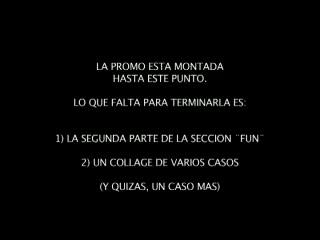 LA PROMO ESTA MONTADA
HASTA ESTE PUNTO.
LO QUE FALTA PARA TERMINARLA ES:
1) LA SEGUNDA PARTE DE LA SECCION ¨FUN¨
2) UN COLLAGE DE VARIOS CASOS
(Y QUIZAS, UN CASO MAS)